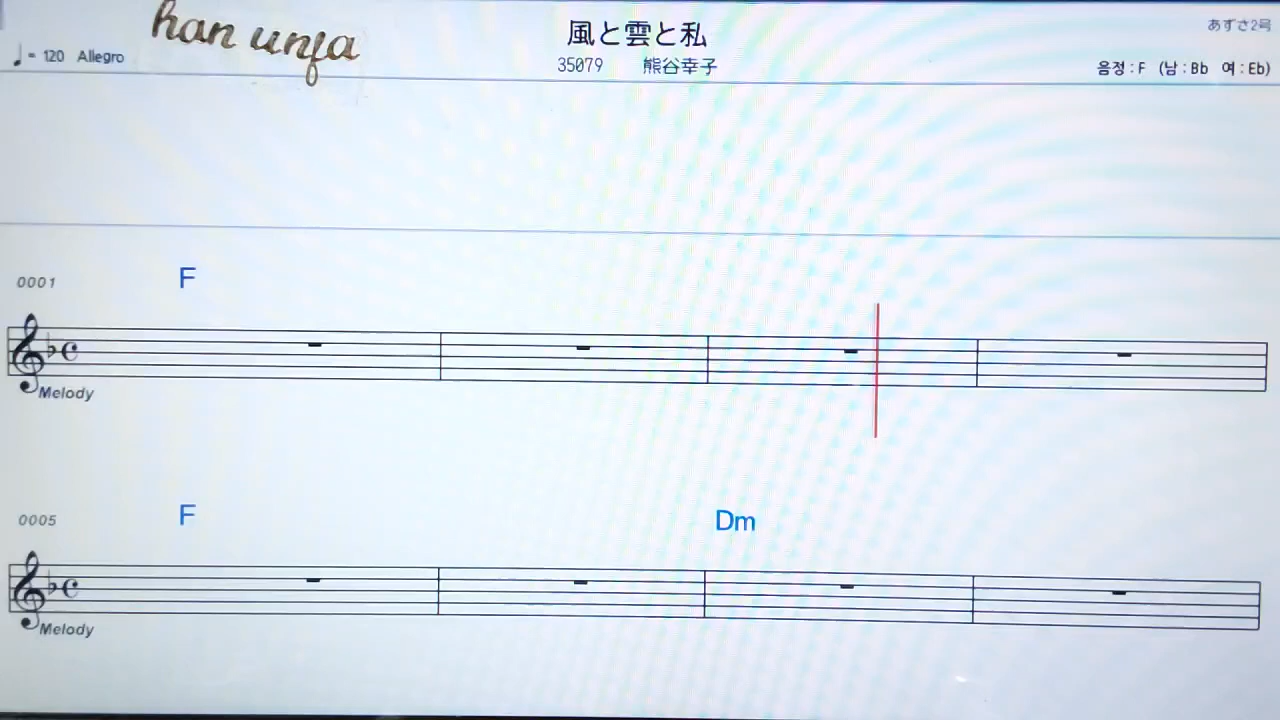 han unja
風と雲と私
あずさ2号
♩= 120 Allegro
35079 熊谷幸子
음정 : F (남 : Bb 여 : Eb)
0001 F
Melody
0005 F Dm
Melody